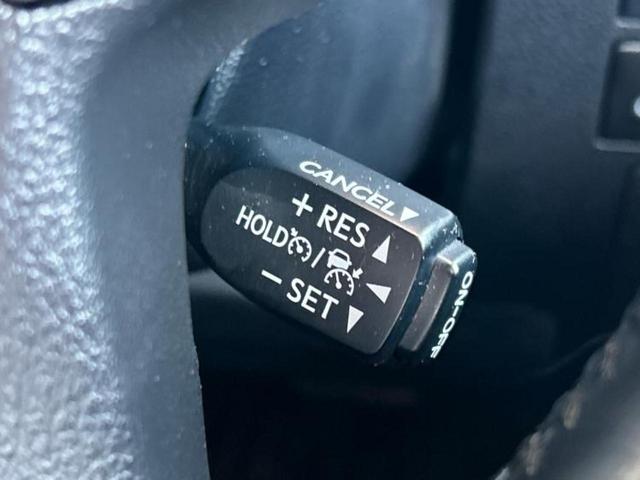 CANCEL ▼
+ RES ▲
HOLD / ◀
− SET ▼
ON-OFF